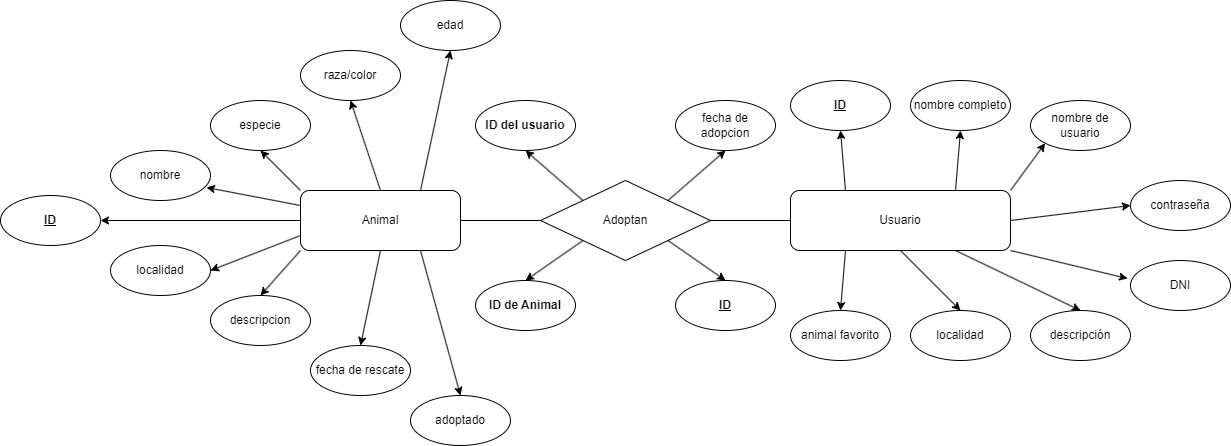 edad
raza/color
especie
nombre
ID
Animal
localidad
descripcion
fecha de rescate
adoptado
ID del usuario
fecha de
adopcion
Adoptan
ID de Animal
ID
ID
nombre completo
nombre de
usuario
Usuario
contraseña
DNI
animal favorito
localidad
descripción